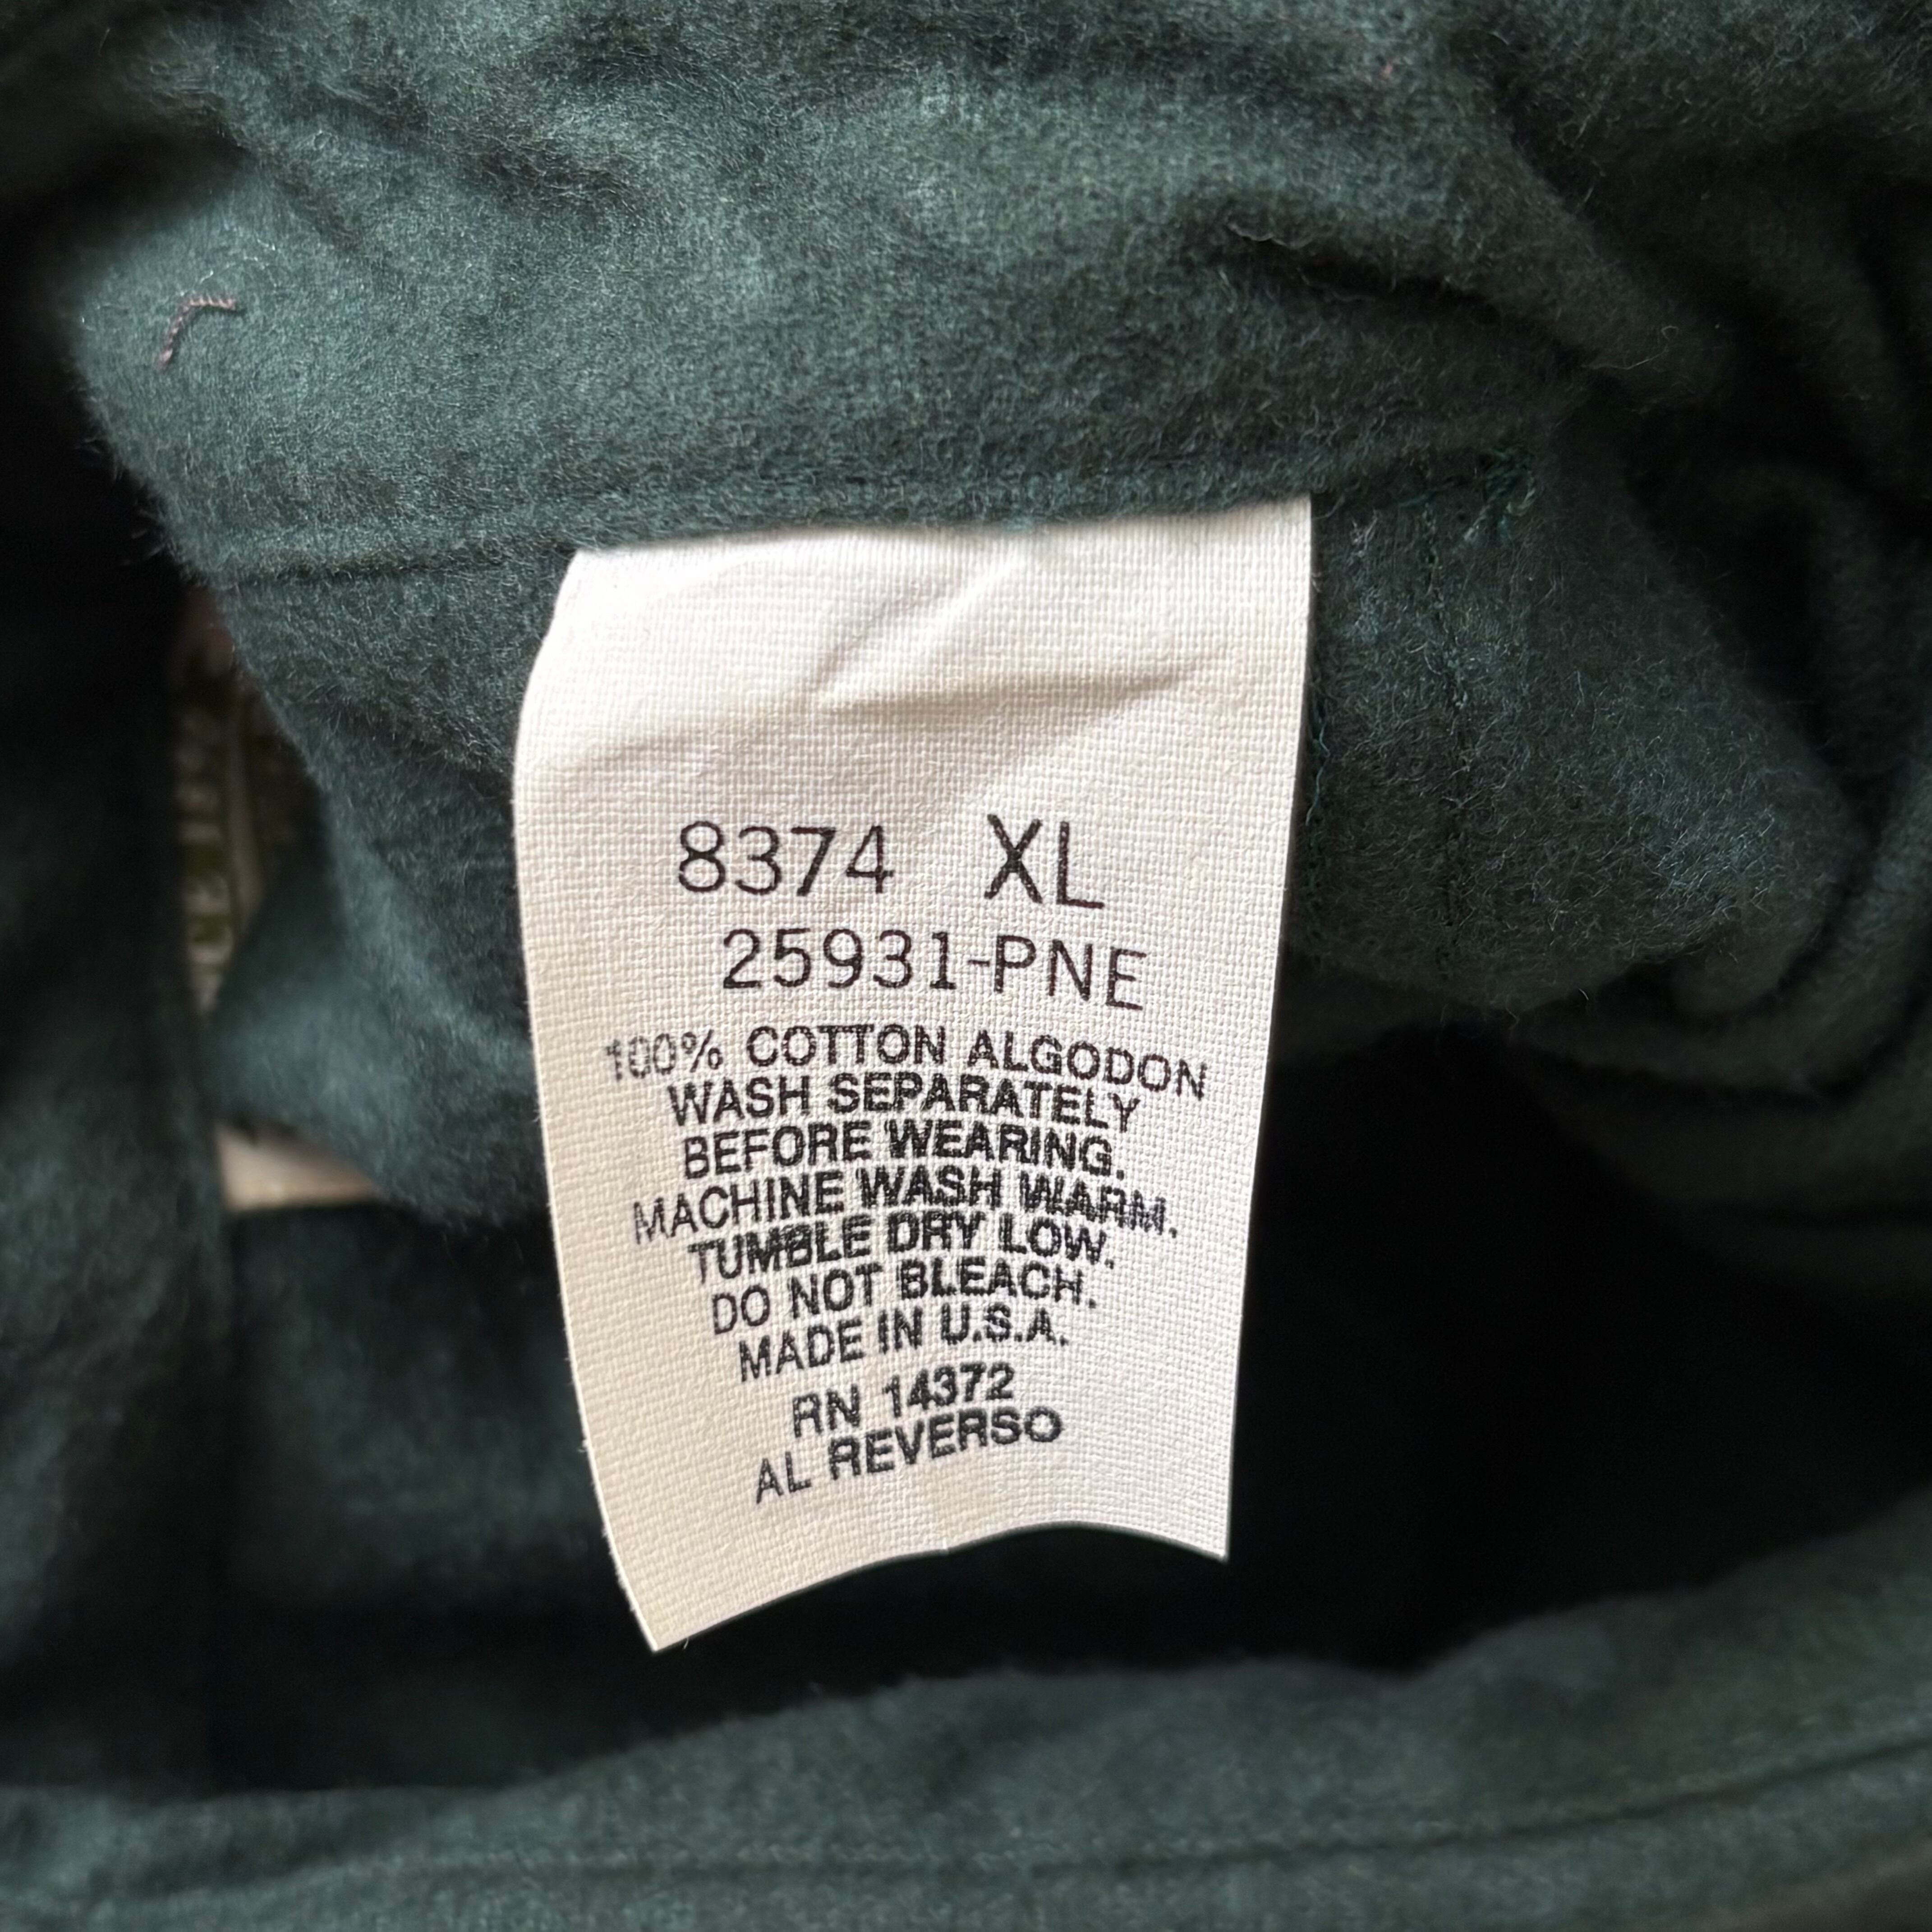 8374 XL
25931-PNE
100% COTTON ALGODON
WASH SEPARATELY
BEFORE WEARING.
MACHINE WASH WARM.
TUMBLE DRY LOW.
DO NOT BLEACH.
MADE IN U.S.A.
RN 14372
AL REVERSO